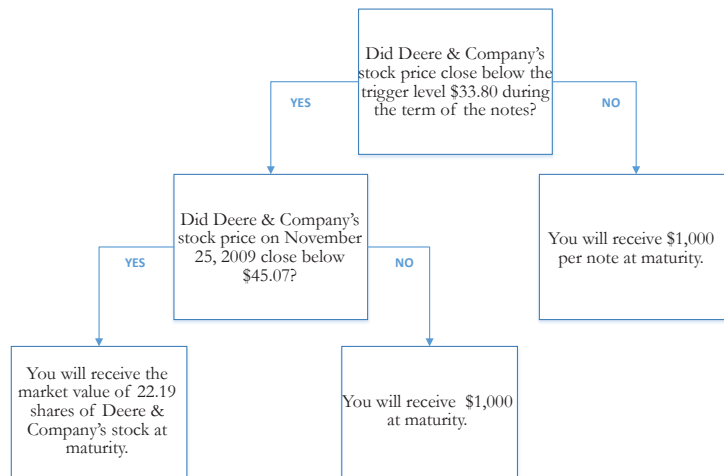 Did Deere & Company's
stock price close below the
trigger level $33.80 during
the term of the notes?
YES
NO
Did Deere & Company's
stock price on November
25, 2009 close below
$45.07?
You will receive $1,000
per note at maturity.
YES
NO
You will receive the
market value of 22.19
shares of Deere &
Company's stock at
maturity.
You will receive $1,000
at maturity.